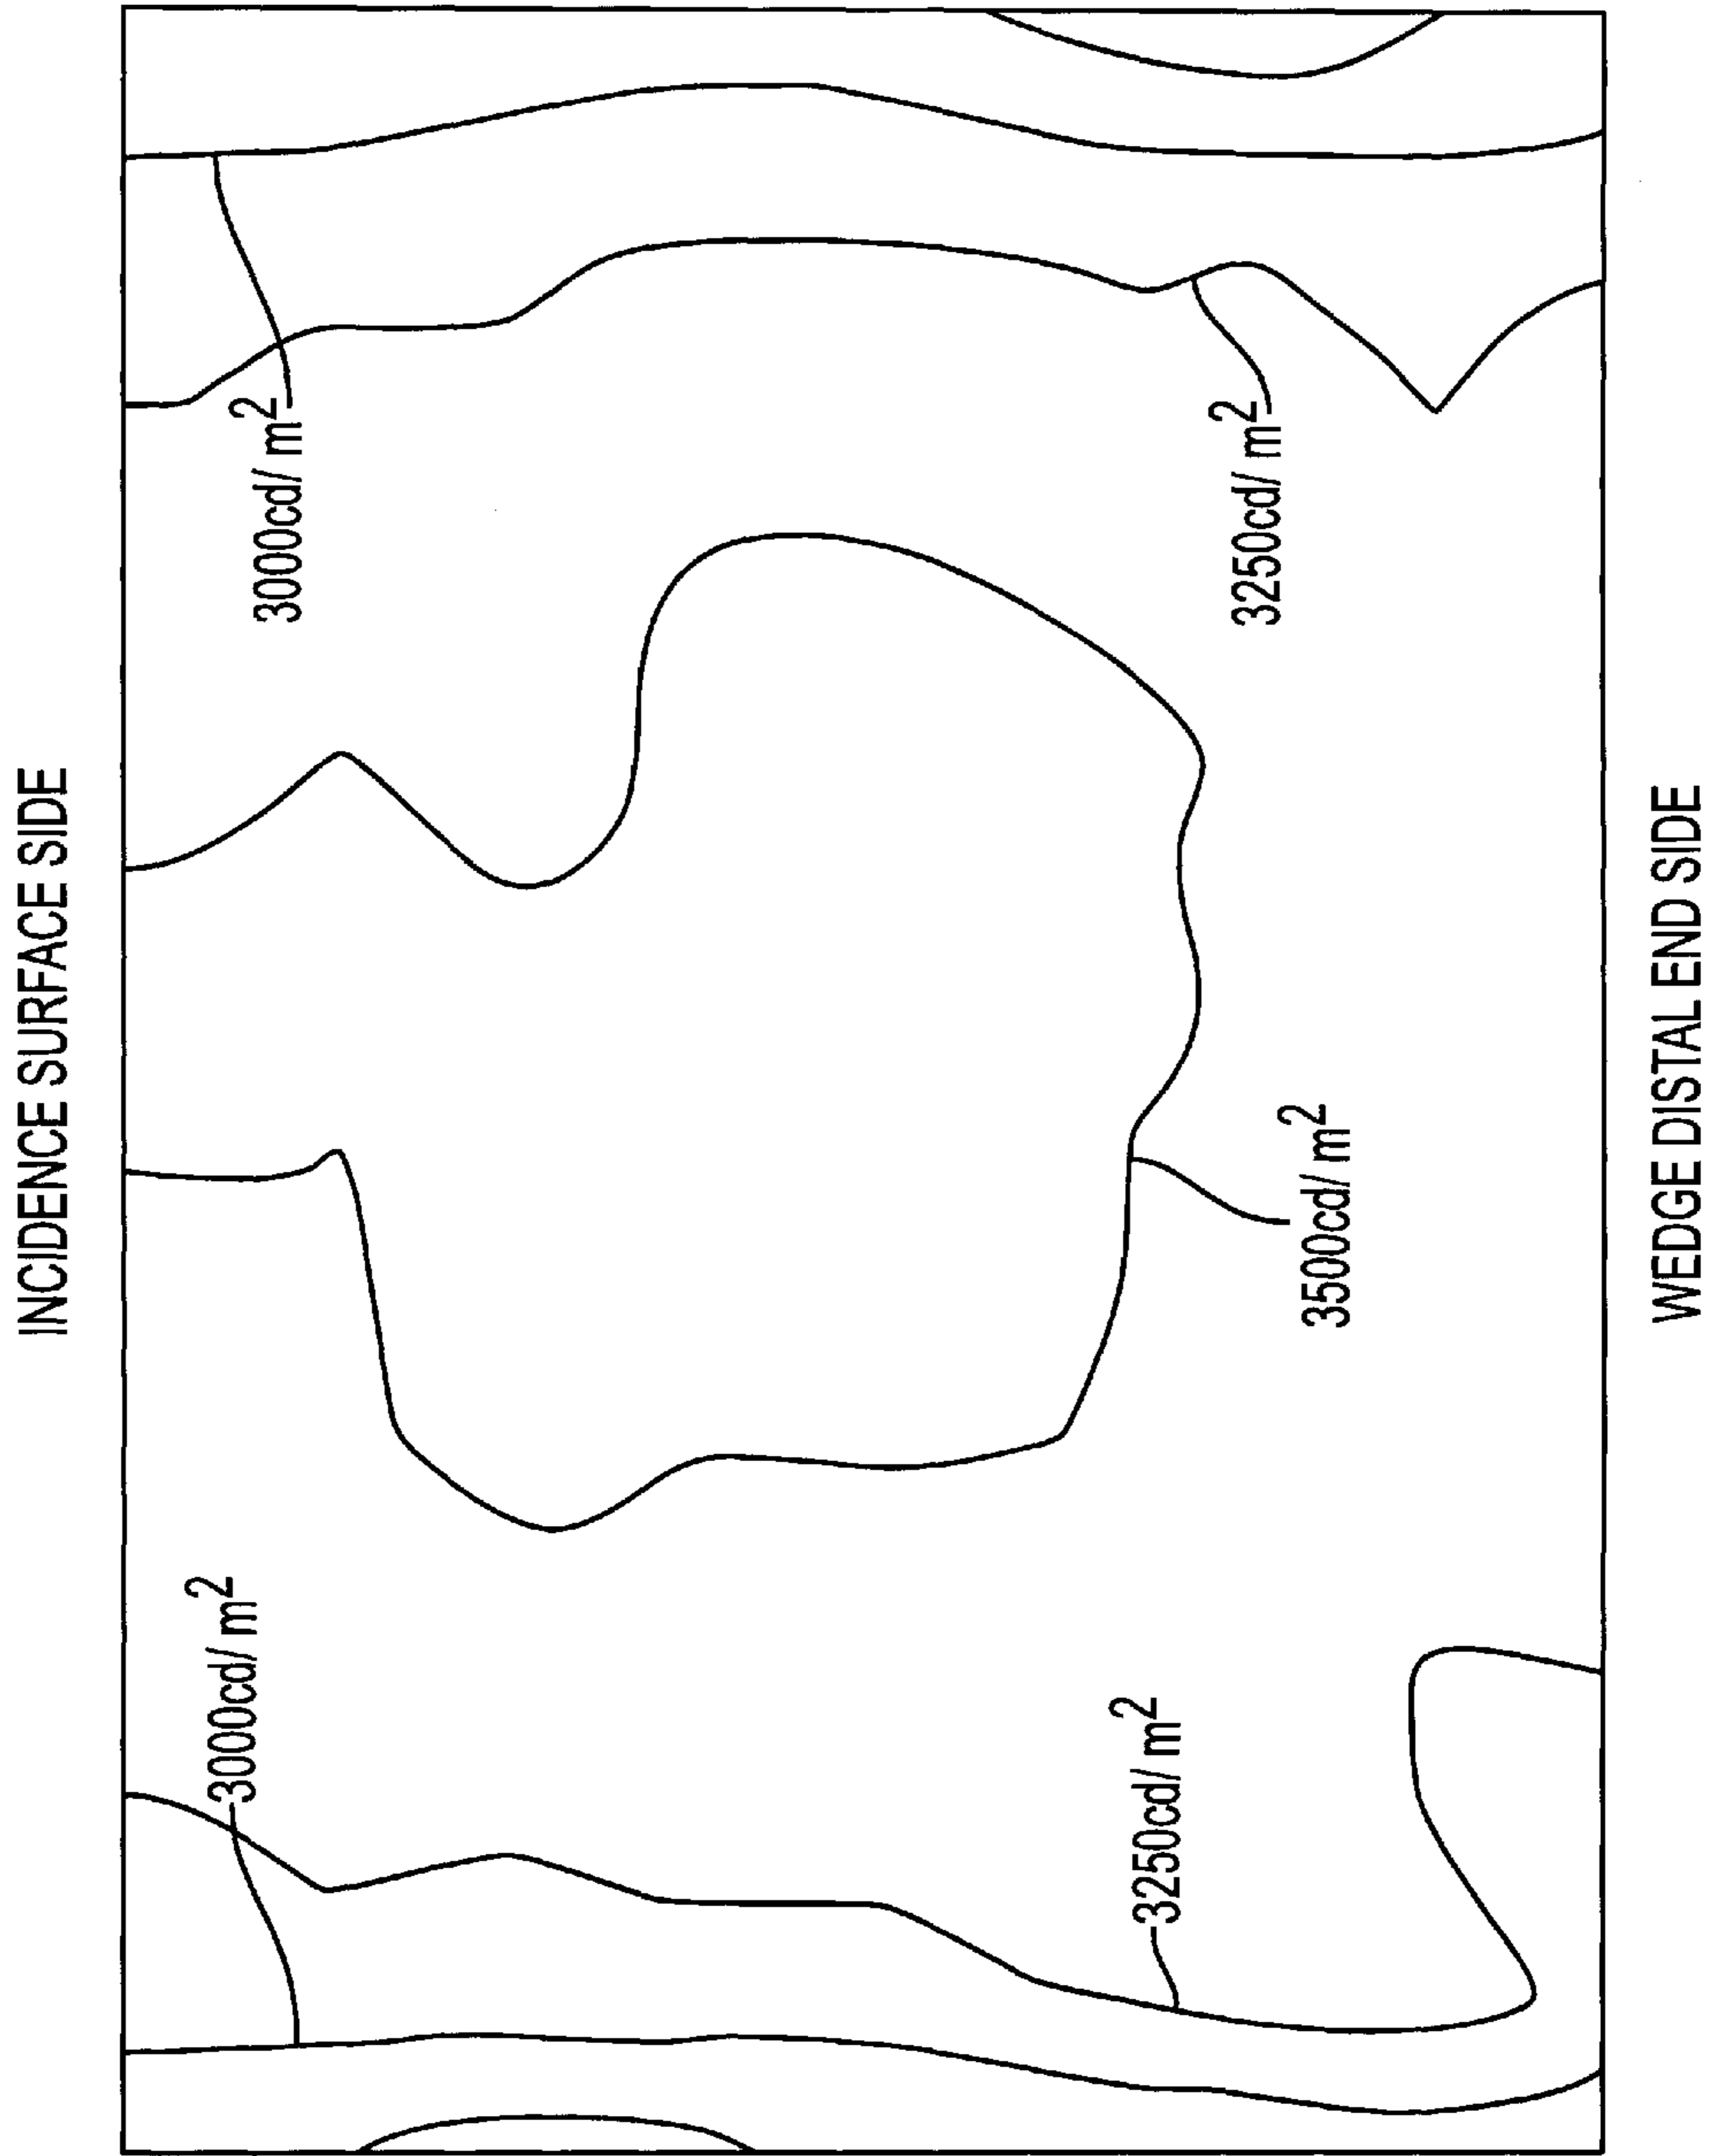 INCIDENCE SURFACE SIDE
3000cd/m²
3000cd/m²
3250cd/m²
3250cd/m²
3500cd/m²
WEDGE DISTAL END SIDE